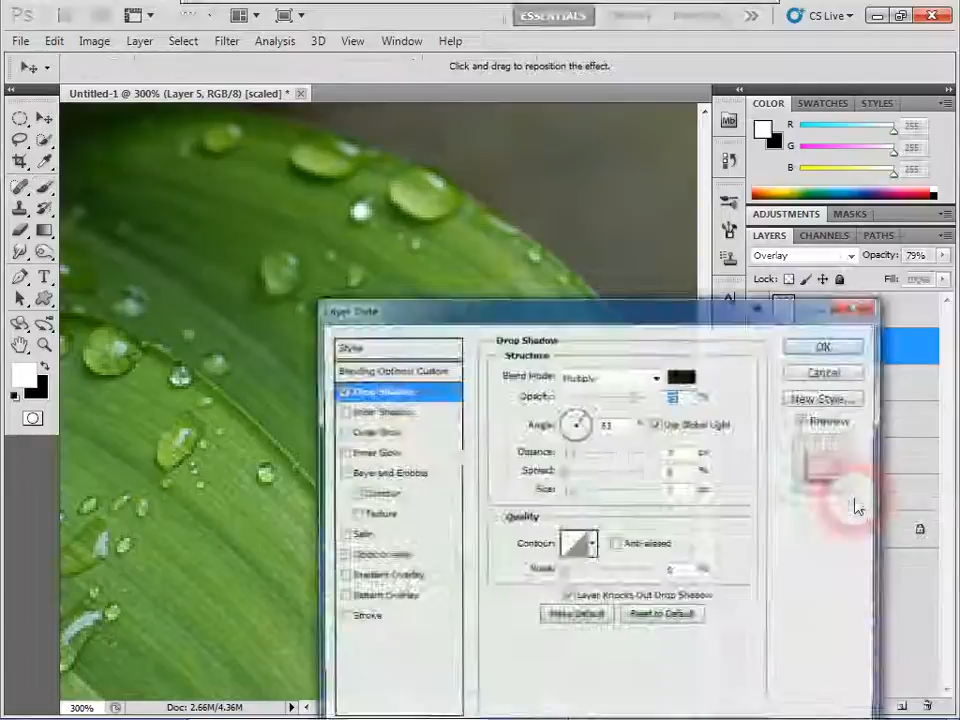 Ps
ESSENTIALS
CS Live
File Edit Image Layer Select Filter Analysis 3D View Window Help
Click and drag to reposition the effect.
Untitled-1 @ 300% (Layer 5, RGB/8) [scaled] *
COLOR SWATCHES STYLES
Mb
R 255
G 255
B 255
ADJUSTMENTS MASKS
LAYERS CHANNELS PATHS
Overlay Opacity: 79%
Lock: Fill: 100%
Layer Style
Style
Blending Options: Custom
Drop Shadow
Inner Shadow
Outer Glow
Inner Glow
Bevel and Emboss
Contour
Texture
Satin
Gradient Overlay
Pattern Overlay
Stroke
Drop Shadow
Structure
Blend Mode: Multiply
Opacity: %
Angle: ° Use Global Light
Distance: px
Spread: %
Size: px
Quality
Contour: Anti-aliased
Noise: %
Layer Knocks Out Drop Shadow
Make Default Reset to Default
OK
Cancel
New Style...
Preview
300% Doc: 2.66M/4.36M